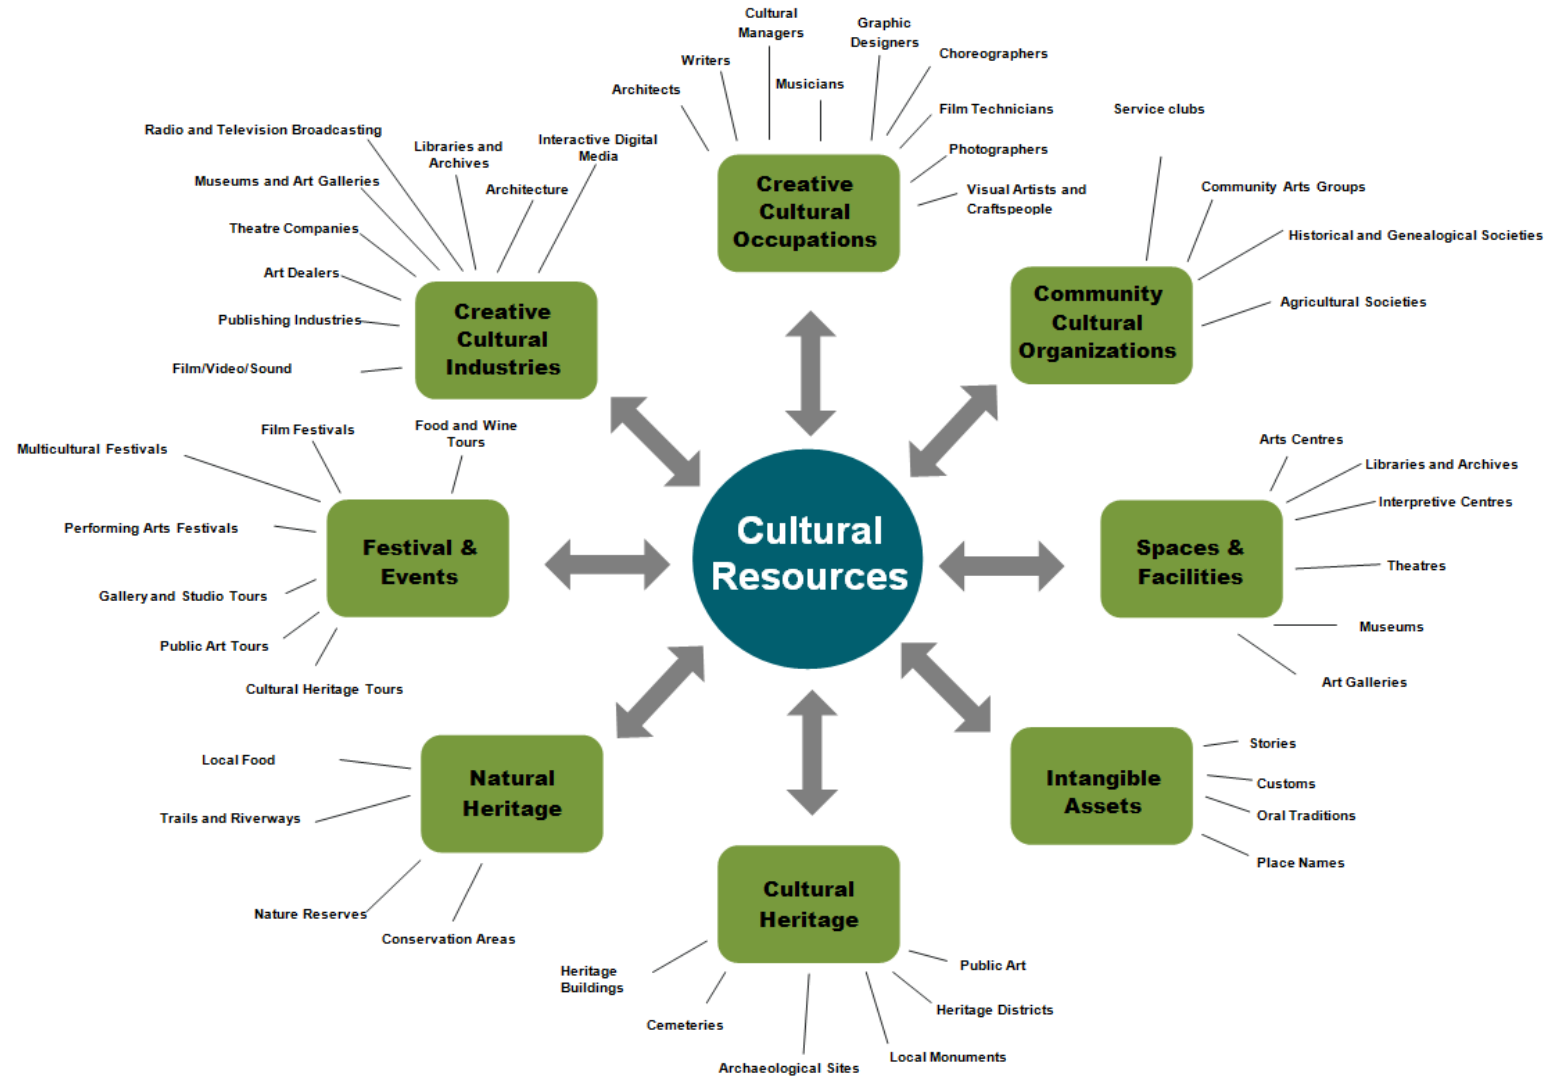 Cultural
Managers
Graphic
Designers
Writers
Choreographers
Architects
Musicians
Film Technicians
Photographers
Visual Artists and
Craftspeople
Creative
Cultural
Occupations
Service clubs
Community Arts Groups
Historical and Genealogical Societies
Agricultural Societies
Community
Cultural
Organizations
Radio and Television Broadcasting
Libraries and
Archives
Interactive Digital
Media
Museums and Art Galleries
Architecture
Theatre Companies
Art Dealers
Publishing Industries
Film/Video/Sound
Creative
Cultural
Industries
Film Festivals
Food and Wine
Tours
Multicultural Festivals
Performing Arts Festivals
Gallery and Studio Tours
Public Art Tours
Cultural Heritage Tours
Festival &
Events
Cultural
Resources
Arts Centres
Libraries and Archives
Interpretive Centres
Theatres
Museums
Art Galleries
Spaces &
Facilities
Local Food
Trails and Riverways
Nature Reserves
Conservation Areas
Natural
Heritage
Intangible
Assets
Stories
Customs
Oral Traditions
Place Names
Cultural
Heritage
Heritage
Buildings
Cemeteries
Archaeological Sites
Local Monuments
Heritage Districts
Public Art